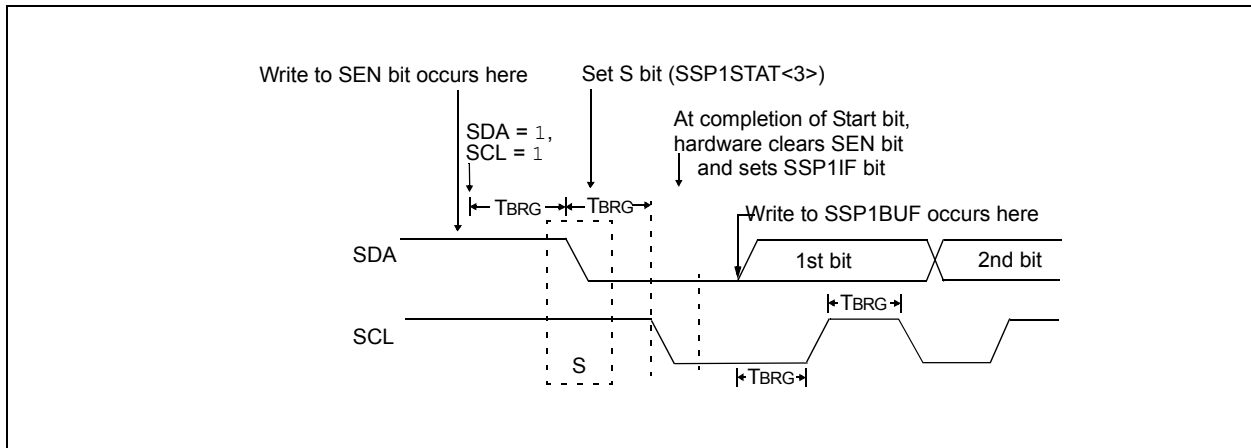 Write to SEN bit occurs here
Set S bit (SSP1STAT<3>)
SDA = 1,
SCL = 1
At completion of Start bit,
hardware clears SEN bit
and sets SSP1IF bit
TBRG
TBRG
Write to SSP1BUF occurs here
SDA
1st bit
2nd bit
TBRG
SCL
S
TBRG